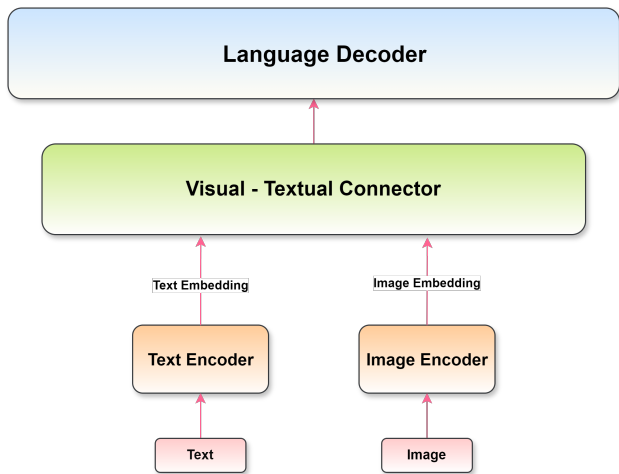 Language Decoder
Visual - Textual Connector
Text Embedding
Image Embedding
Text Encoder
Image Encoder
Text
Image